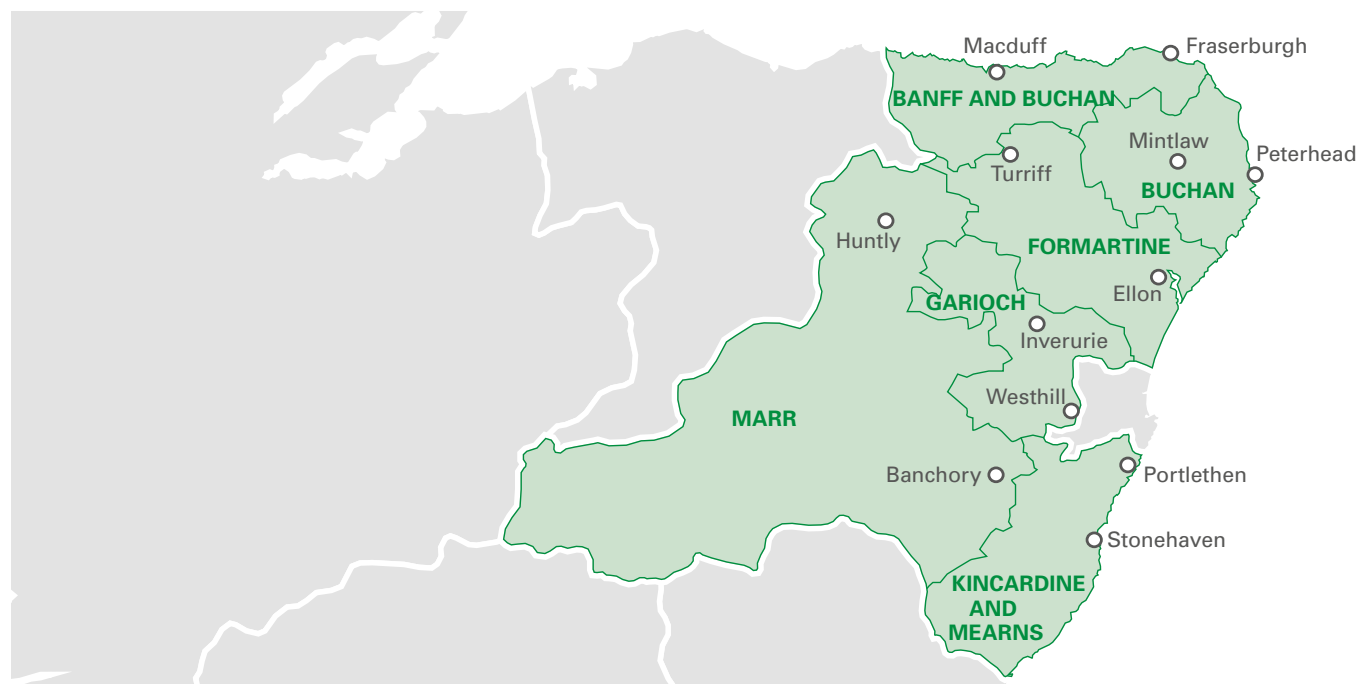 Macduff
Fraserburgh
BANFF AND BUCHAN
Mintlaw
Peterhead
Turriff
BUCHAN
Huntly
FORMARTINE
Ellon
GARIOCH
Inverurie
Westhill
MARR
Banchory
Portlethen
Stonehaven
KINCARDINE
AND
MEARNS